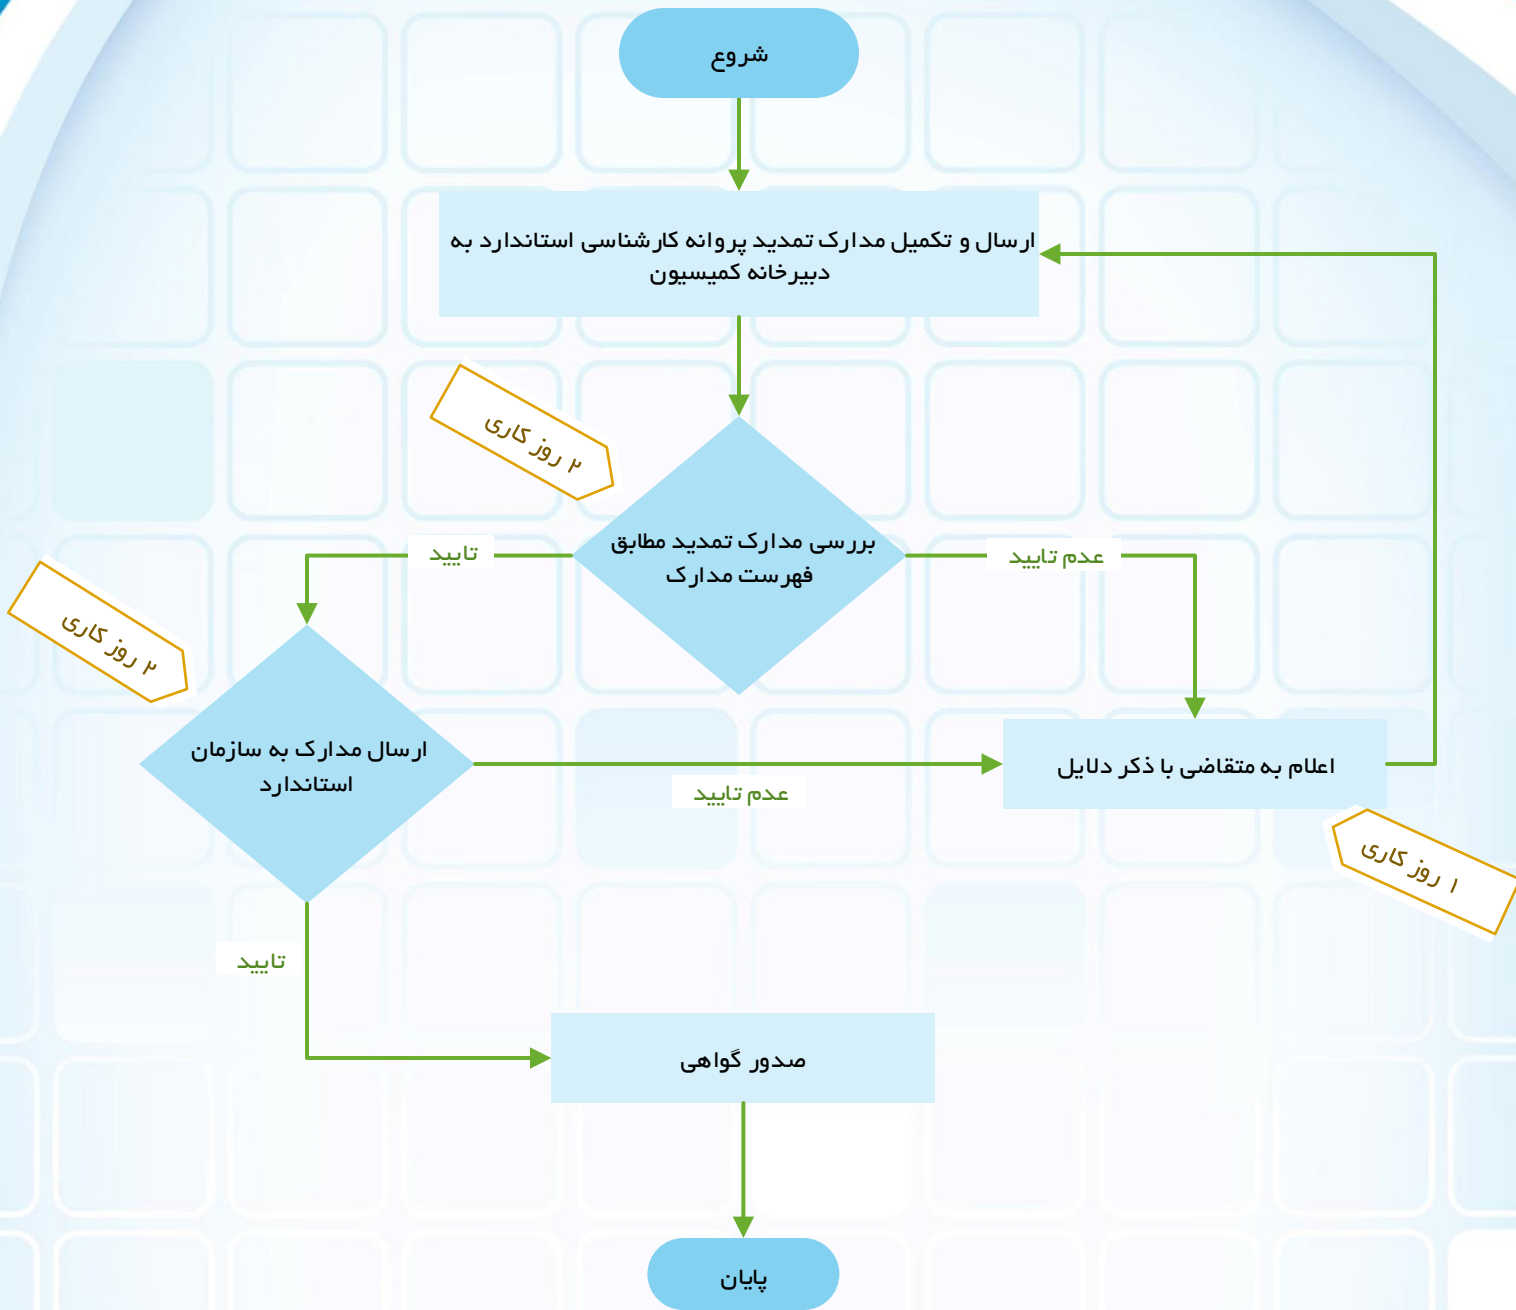 شروع
ارسال و تکمیل مدارک تمدید پروانه کارشناسی استاندارد به
دبیرخانه کمیسیون
۲ روز کاری
بررسی مدارک تمدید مطابق
فهرست مدارک
عدم تایید
تایید
۲ روز کاری
ارسال مدارک به سازمان
استاندارد
عدم تایید
اعلام به متقاضی با ذکر دلایل
۱ روز کاری
تایید
صدور گواهی
پایان